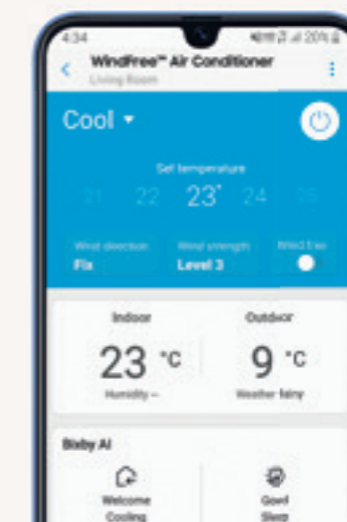 4:34 20%
WindFree™ Air Conditioner
Living Room
Cool
Set temperature
21 22 23° 24 25
Wind direction Wind strength Wind free
Fix Level 3
Indoor Outdoor
23 °C 9 °C
Humidity -- Weather
Bixby AI
Welcome Good
Cooling Sleep